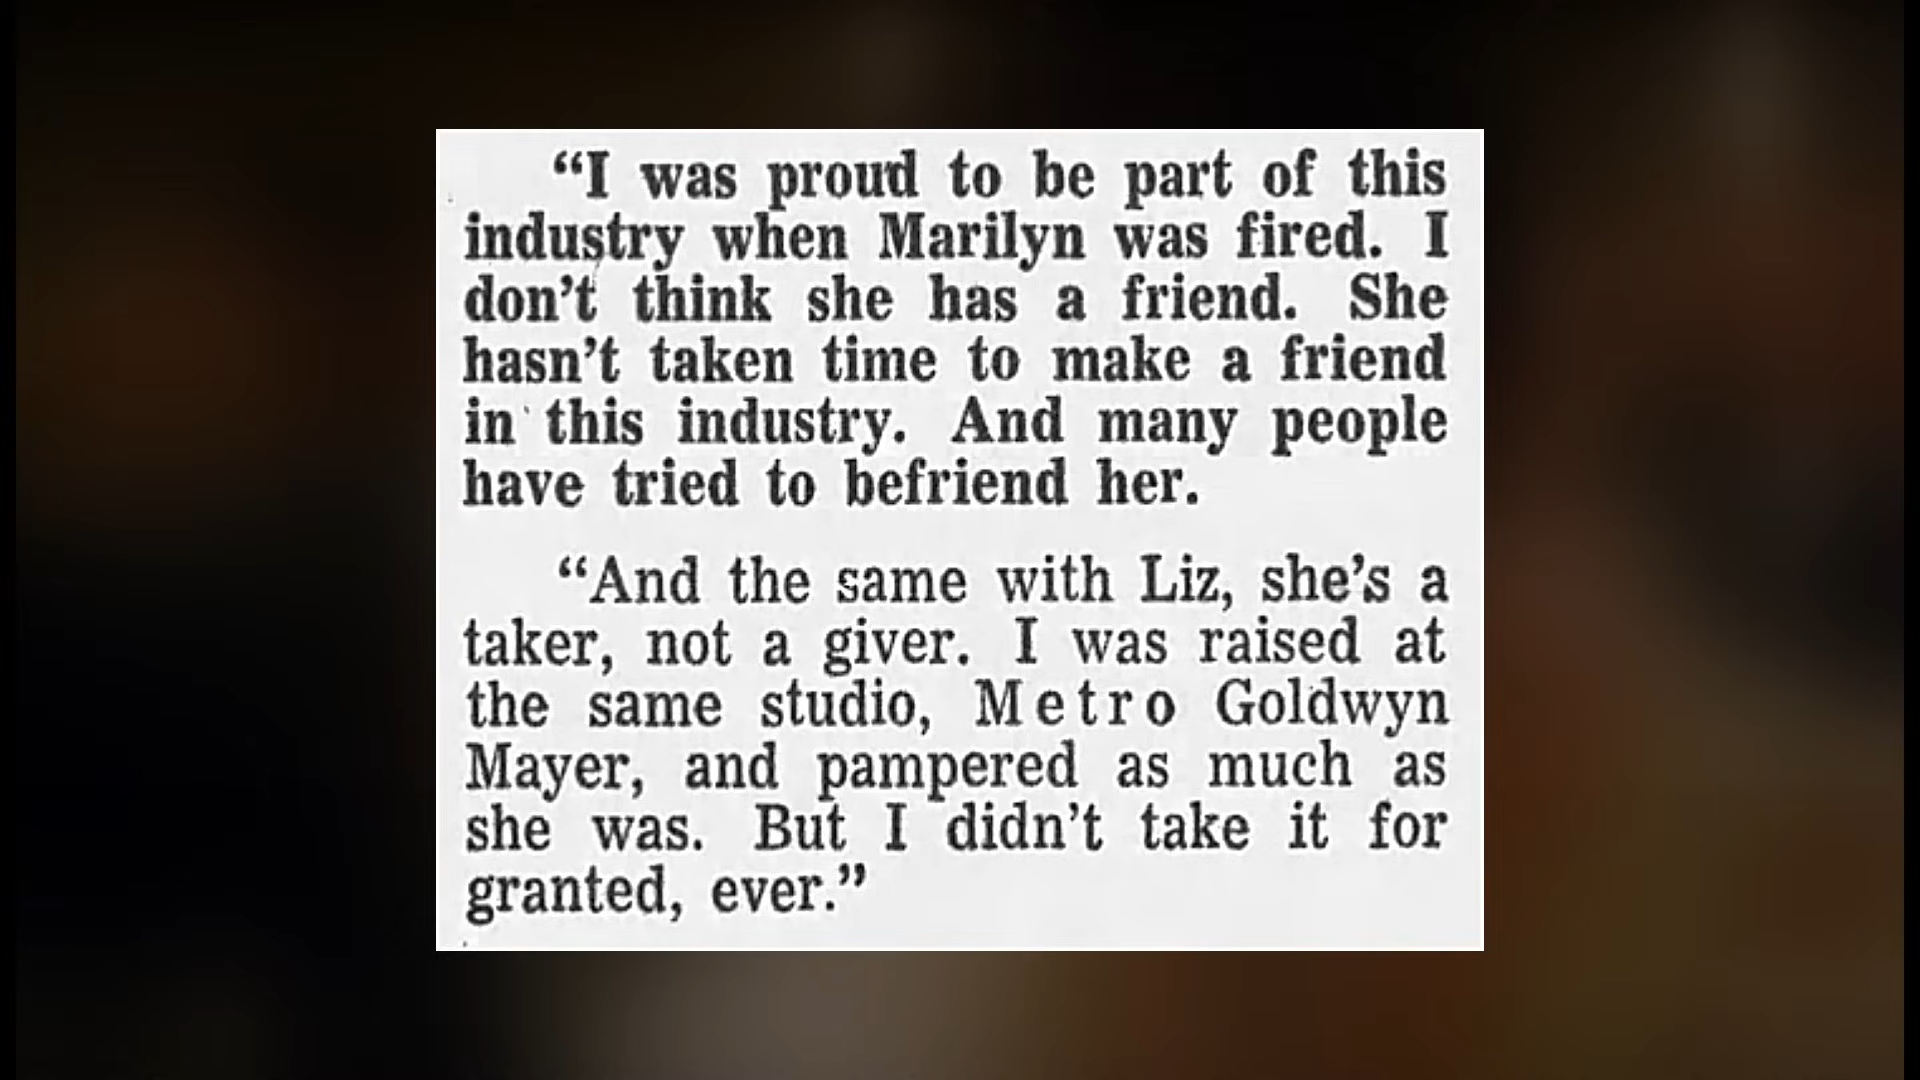 “I was proud to be part of this
industry when Marilyn was fired. I
don’t think she has a friend. She
hasn’t taken time to make a friend
in this industry. And many people
have tried to befriend her.
“And the same with Liz, she’s a
taker, not a giver. I was raised at
the same studio, Metro Goldwyn
Mayer, and pampered as much as
she was. But I didn’t take it for
granted, ever.”